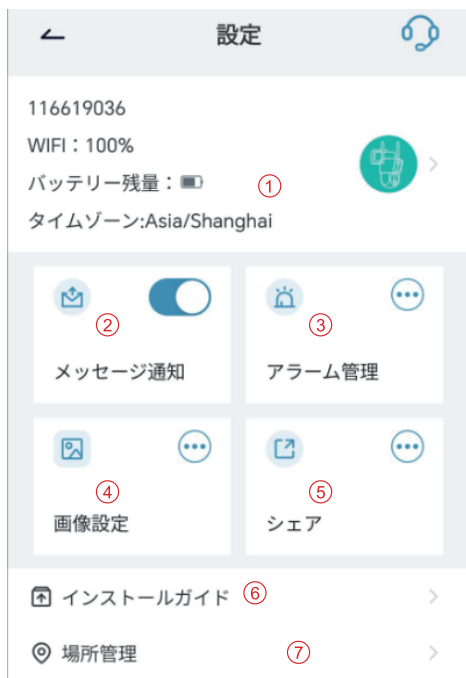 設定
116619036
WIFI：100%
バッテリー残量：
①
タイムゾーン:Asia/Shanghai
② ③
メッセージ通知 アラーム管理
④ ⑤
画像設定 シェア
インストールガイド ⑥
場所管理 ⑦